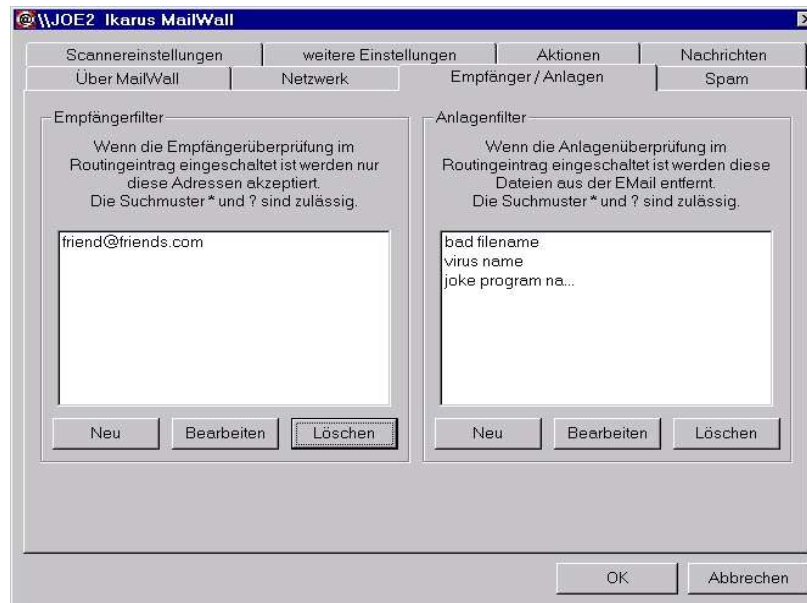 \\JOE2 Ikarus MailWall
Scannereinstellungen
weitere Einstellungen
Aktionen
Nachrichten
Über MailWall
Netzwerk
Empfänger / Anlagen
Spam
Empfängerfilter
Wenn die Empfängerüberprüfung im
Routingeintrag eingeschaltet ist werden nur
diese Adressen akzeptiert.
Die Suchmuster * und ? sind zulässig.
friend@friends.com
Neu
Bearbeiten
Löschen
Anlagenfilter
Wenn die Anlagenüberprüfung im
Routingeintrag eingeschaltet ist werden diese
Dateien aus der EMail entfernt.
Die Suchmuster * und ? sind zulässig.
bad filename
virus name
joke program na...
Neu
Bearbeiten
Löschen
OK
Abbrechen